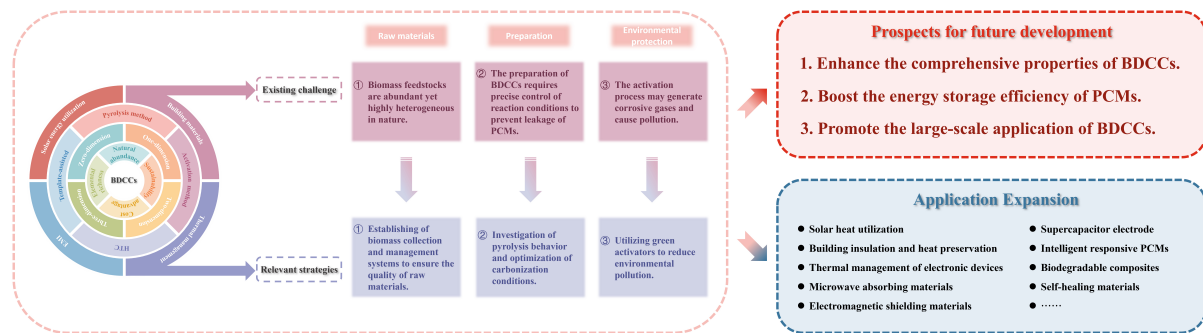 Solar energy utilization
Building materials
Thermal management
EMI
Pyrolysis method
Activation method
HTC
Template-assisted
Zero-dimension
One-dimension
Three-dimension
Natural
abundance
Sustainability
Cost
advantage
BDCCs
Existing challenge
Relevant strategies
Raw materials
Preparation
Environmental
protection
① Biomass feedstocks
are abundant yet
highly heterogeneous
in nature.
② The preparation of
BDCCs requires
precise control of
reaction conditions to
prevent leakage of
PCMs.
③ The activation
process may generate
corrosive gases and
cause pollution.
① Establishing of
biomass collection
and management
systems to ensure the
quality of raw
materials.
② Investigation of
pyrolysis behavior
and optimization of
carbonization
conditions.
③ Utilizing green
activators to reduce
environmental
pollution.
Prospects for future development
1. Enhance the comprehensive properties of BDCCs.
2. Boost the energy storage efficiency of PCMs.
3. Promote the large-scale application of BDCCs.
Application Expansion
● Solar heat utilization
● Building insulation and heat preservation
● Thermal management of electronic devices
● Microwave absorbing materials
● Electromagnetic shielding materials
● Supercapacitor electrode
● Intelligent responsive PCMs
● Biodegradable composites
● Self-healing materials
● ······